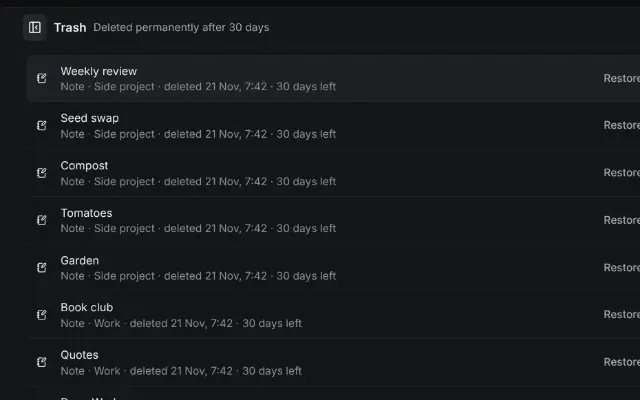 Trash Deleted permanently after 30 days
Weekly review
Note · Side project · deleted 21 Nov, 7:42 · 30 days left
Restore
Seed swap
Note · Side project · deleted 21 Nov, 7:42 · 30 days left
Restore
Compost
Note · Side project · deleted 21 Nov, 7:42 · 30 days left
Restore
Tomatoes
Note · Side project · deleted 21 Nov, 7:42 · 30 days left
Restore
Garden
Note · Side project · deleted 21 Nov, 7:42 · 30 days left
Restore
Book club
Note · Work · deleted 21 Nov, 7:42 · 30 days left
Restore
Quotes
Note · Work · deleted 21 Nov, 7:42 · 30 days left
Restore